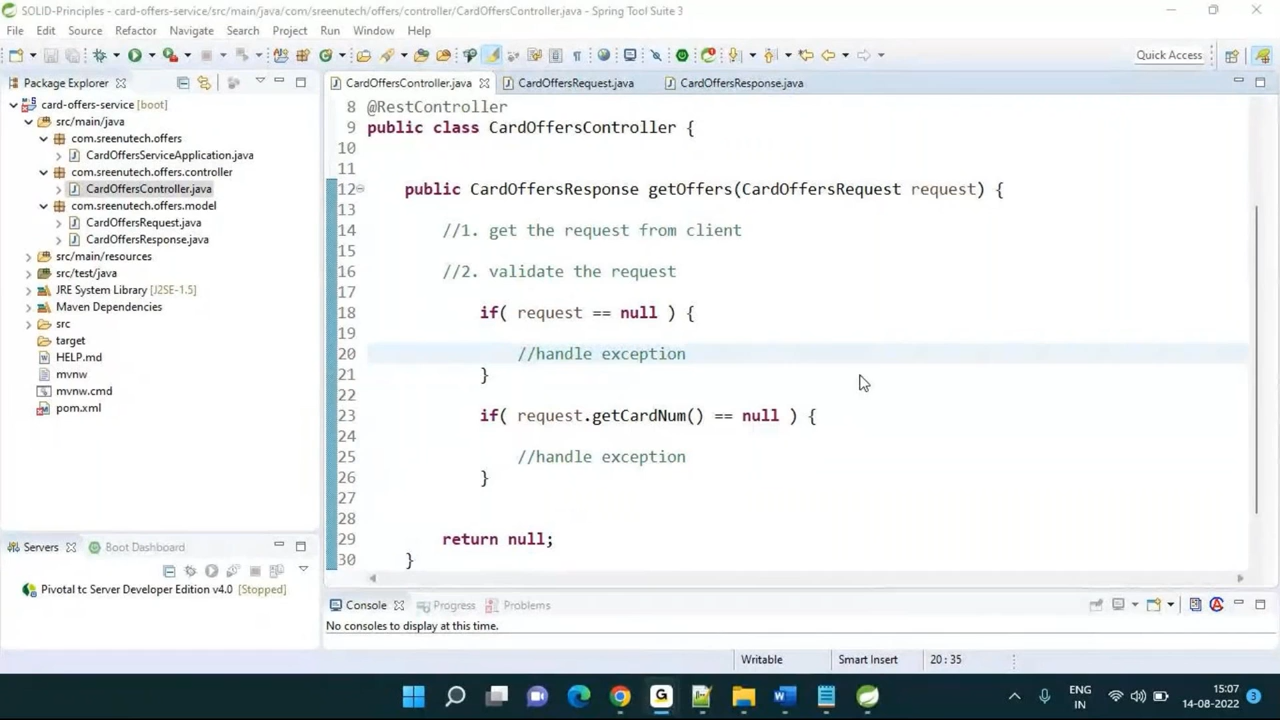 SOLID-Principles - card-offers-service/src/main/java/com/sreenutech/offers/controller/CardOffersController.java - Spring Tool Suite 3
File Edit Source Refactor Navigate Search Project Run Window Help
Quick Access
Package Explorer
card-offers-service [boot]
src/main/java
com.sreenutech.offers
CardOffersServiceApplication.java
com.sreenutech.offers.controller
CardOffersController.java
com.sreenutech.offers.model
CardOffersRequest.java
CardOffersResponse.java
src/main/resources
src/test/java
JRE System Library [J2SE-1.5]
Maven Dependencies
src
target
HELP.md
mvnw
mvnw.cmd
pom.xml
Servers Boot Dashboard
Pivotal tc Server Developer Edition v4.0 [Stopped]
CardOffersController.java CardOffersRequest.java CardOffersResponse.java
8 @RestController
9 public class CardOffersController {
10
11
12 public CardOffersResponse getOffers(CardOffersRequest request) {
13
14 //1. get the request from client
15
16 //2. validate the request
17
18 if( request == null ) {
19
20 //handle exception
21 }
22
23 if( request.getCardNum() == null ) {
24
25 //handle exception
26 }
27
28
29 return null;
30 }
Console Progress Problems
No consoles to display at this time.
Writable Smart Insert 20 : 35
ENG
IN
15:07
14-08-2022
3